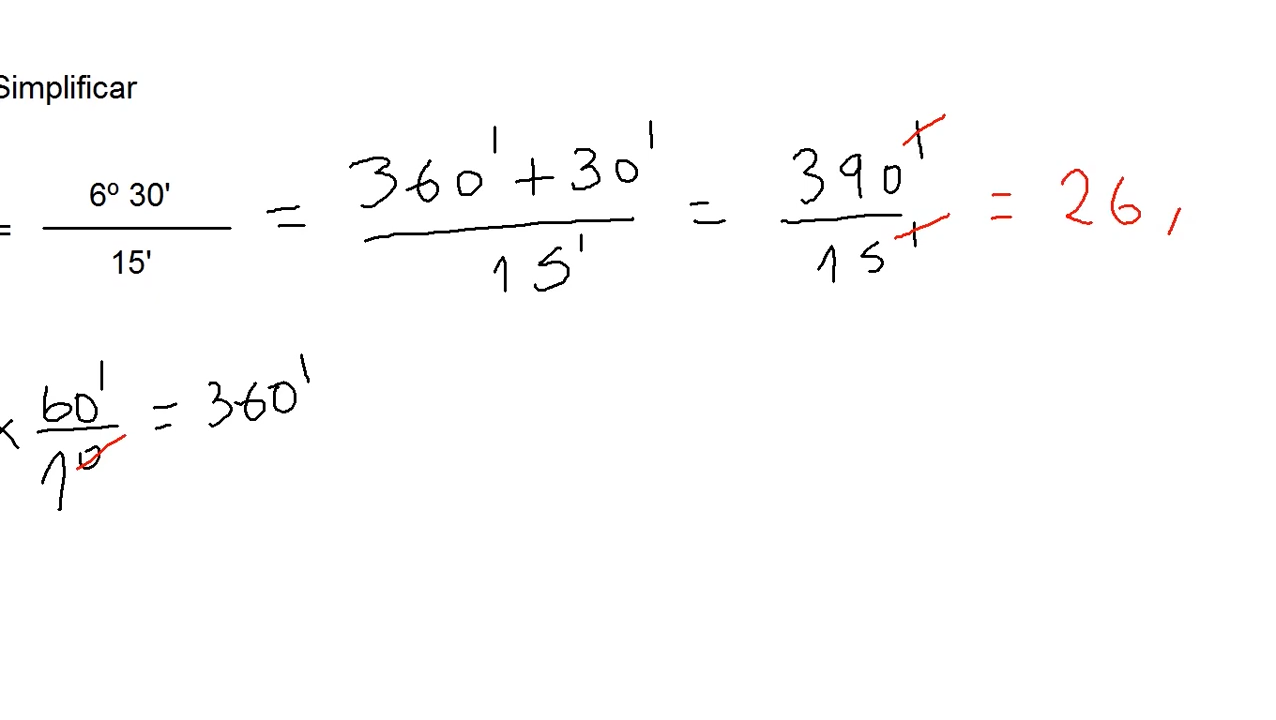 Simplificar
= 6º 30' / 15' = 360' + 30' / 15' = 390' / 15' = 26,
x 60' / 1º = 360'